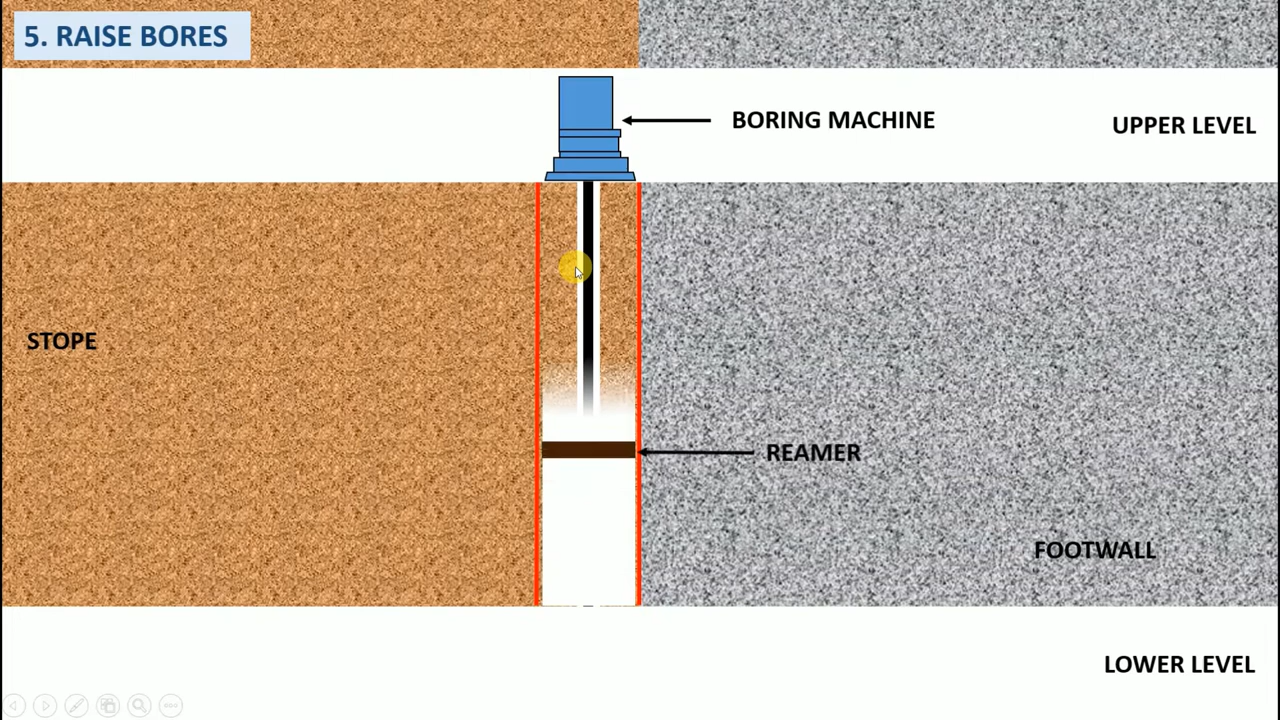 5. RAISE BORES
BORING MACHINE
UPPER LEVEL
STOPE
REAMER
FOOTWALL
LOWER LEVEL